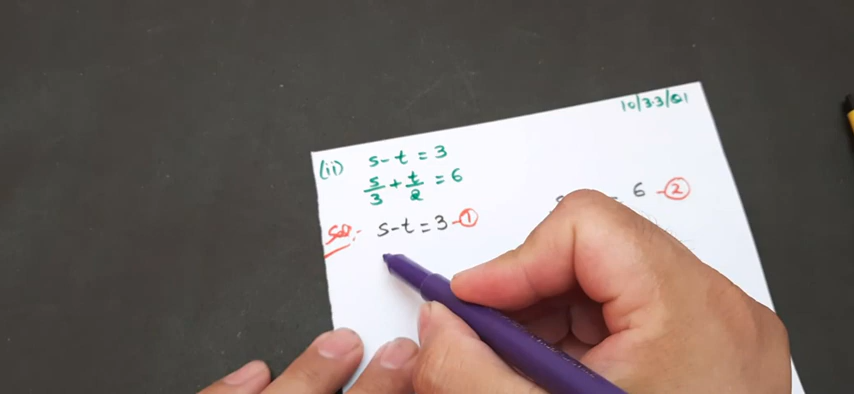 10/3.3/Q1
(ii) s - t = 3
s/3 + t/2 = 6
Sol:- s - t = 3 - ①
= 6 - ②